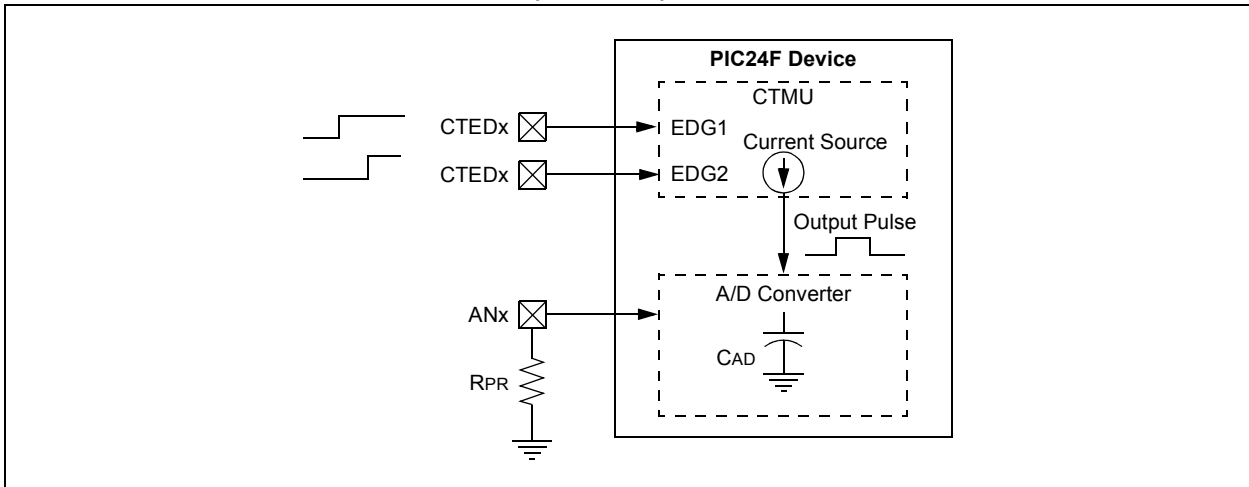 PIC24F Device
CTMU
CTEDx
EDG1
Current Source
CTEDx
EDG2
Output Pulse
A/D Converter
ANx
CAD
RPR